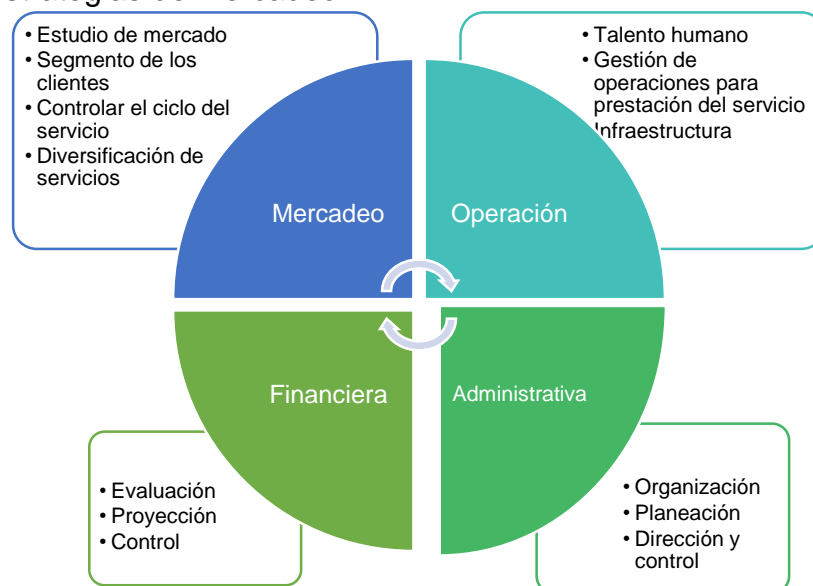 • Estudio de mercado
• Segmento de los
clientes
• Controlar el ciclo del
servicio
• Diversificación de
servicios
• Talento humano
• Gestión de
operaciones para
prestación del servicio
• Infraestructura
Mercadeo
Operación
Financiera
Administrativa
• Evaluación
• Proyección
• Control
• Organización
• Planeación
• Dirección y
control